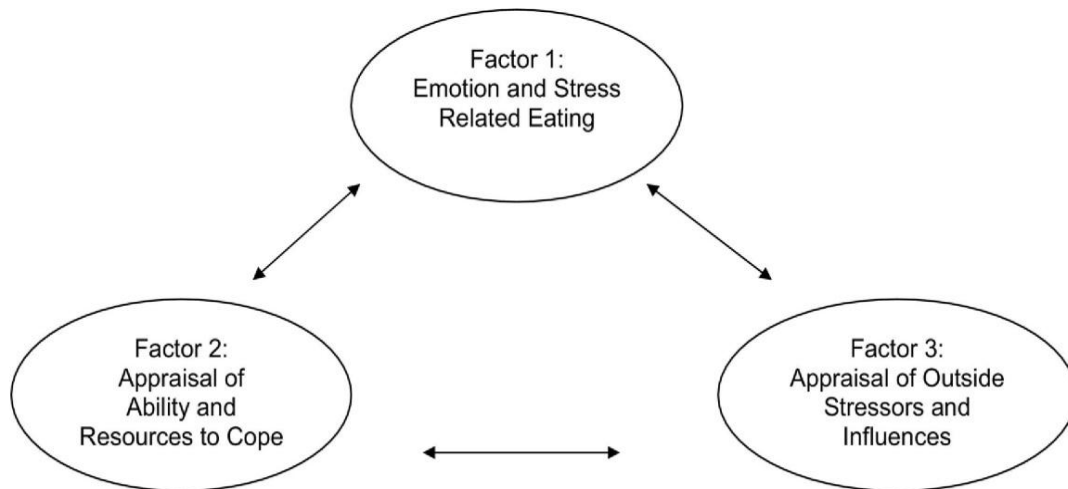 Factor 1:
Emotion and Stress
Related Eating
Factor 2:
Appraisal of
Ability and
Resources to Cope
Factor 3:
Appraisal of Outside
Stressors and
Influences